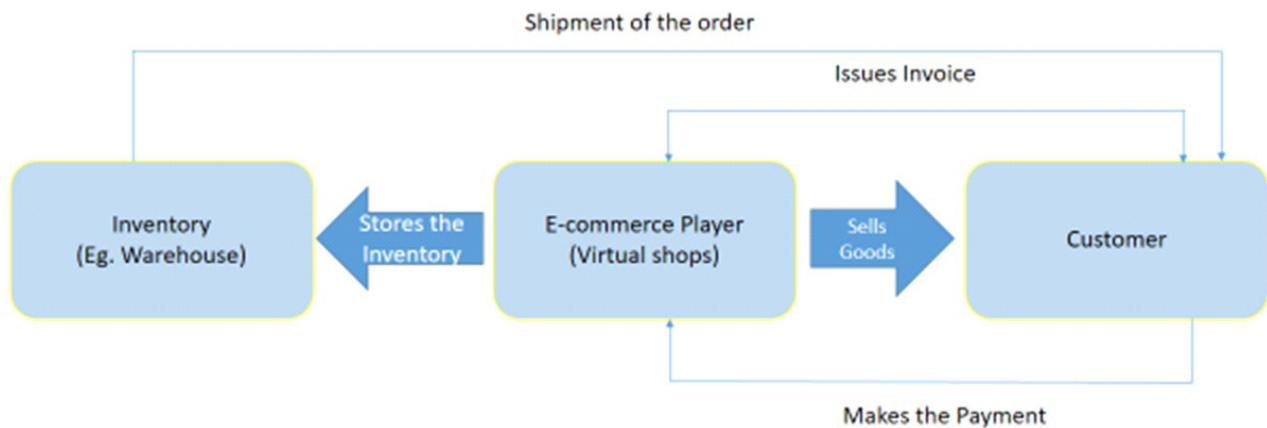 Shipment of the order
Issues Invoice
Inventory
(Eg. Warehouse)
Stores the
Inventory
E-commerce Player
(Virtual shops)
Sells
Goods
Customer
Makes the Payment